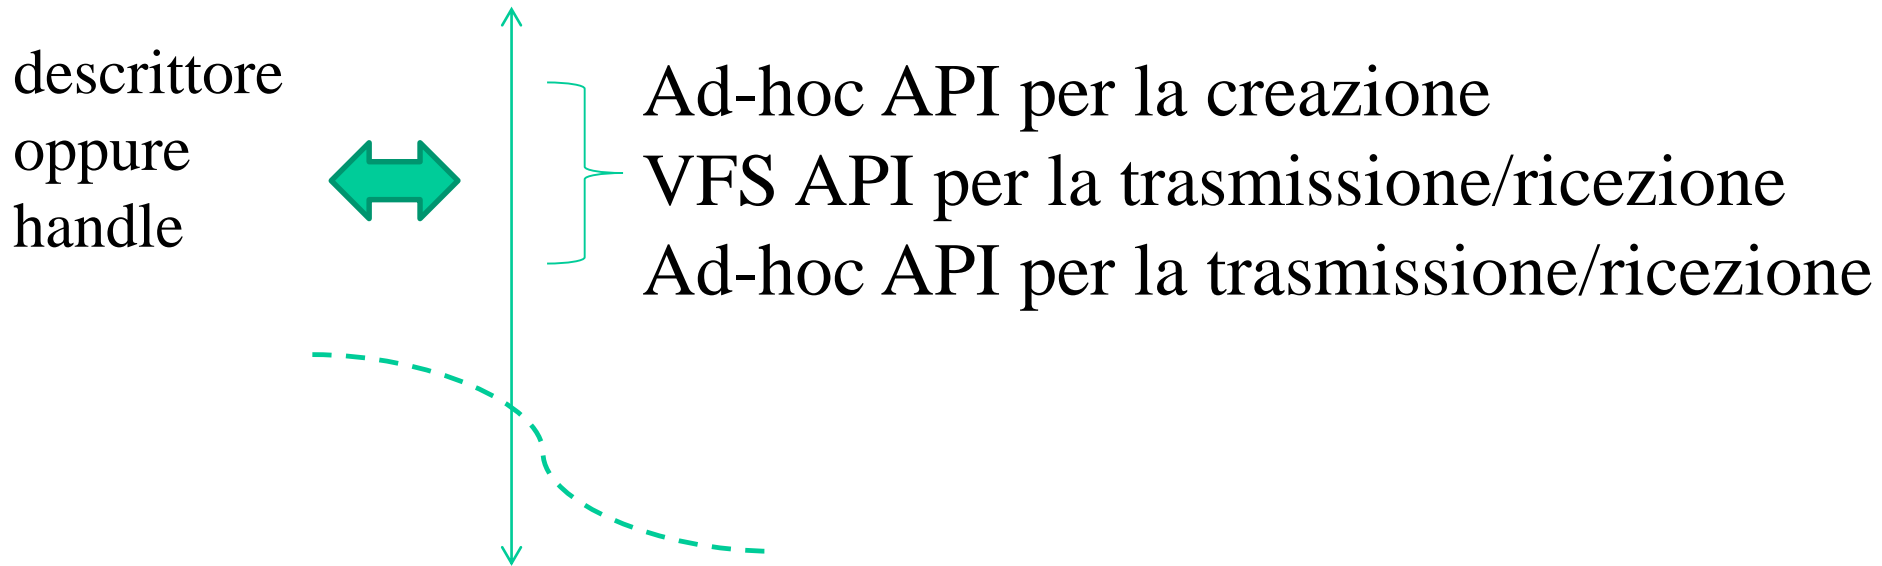 descrittore
oppure
handle
Ad-hoc API per la creazione
VFS API per la trasmissione/ricezione
Ad-hoc API per la trasmissione/ricezione